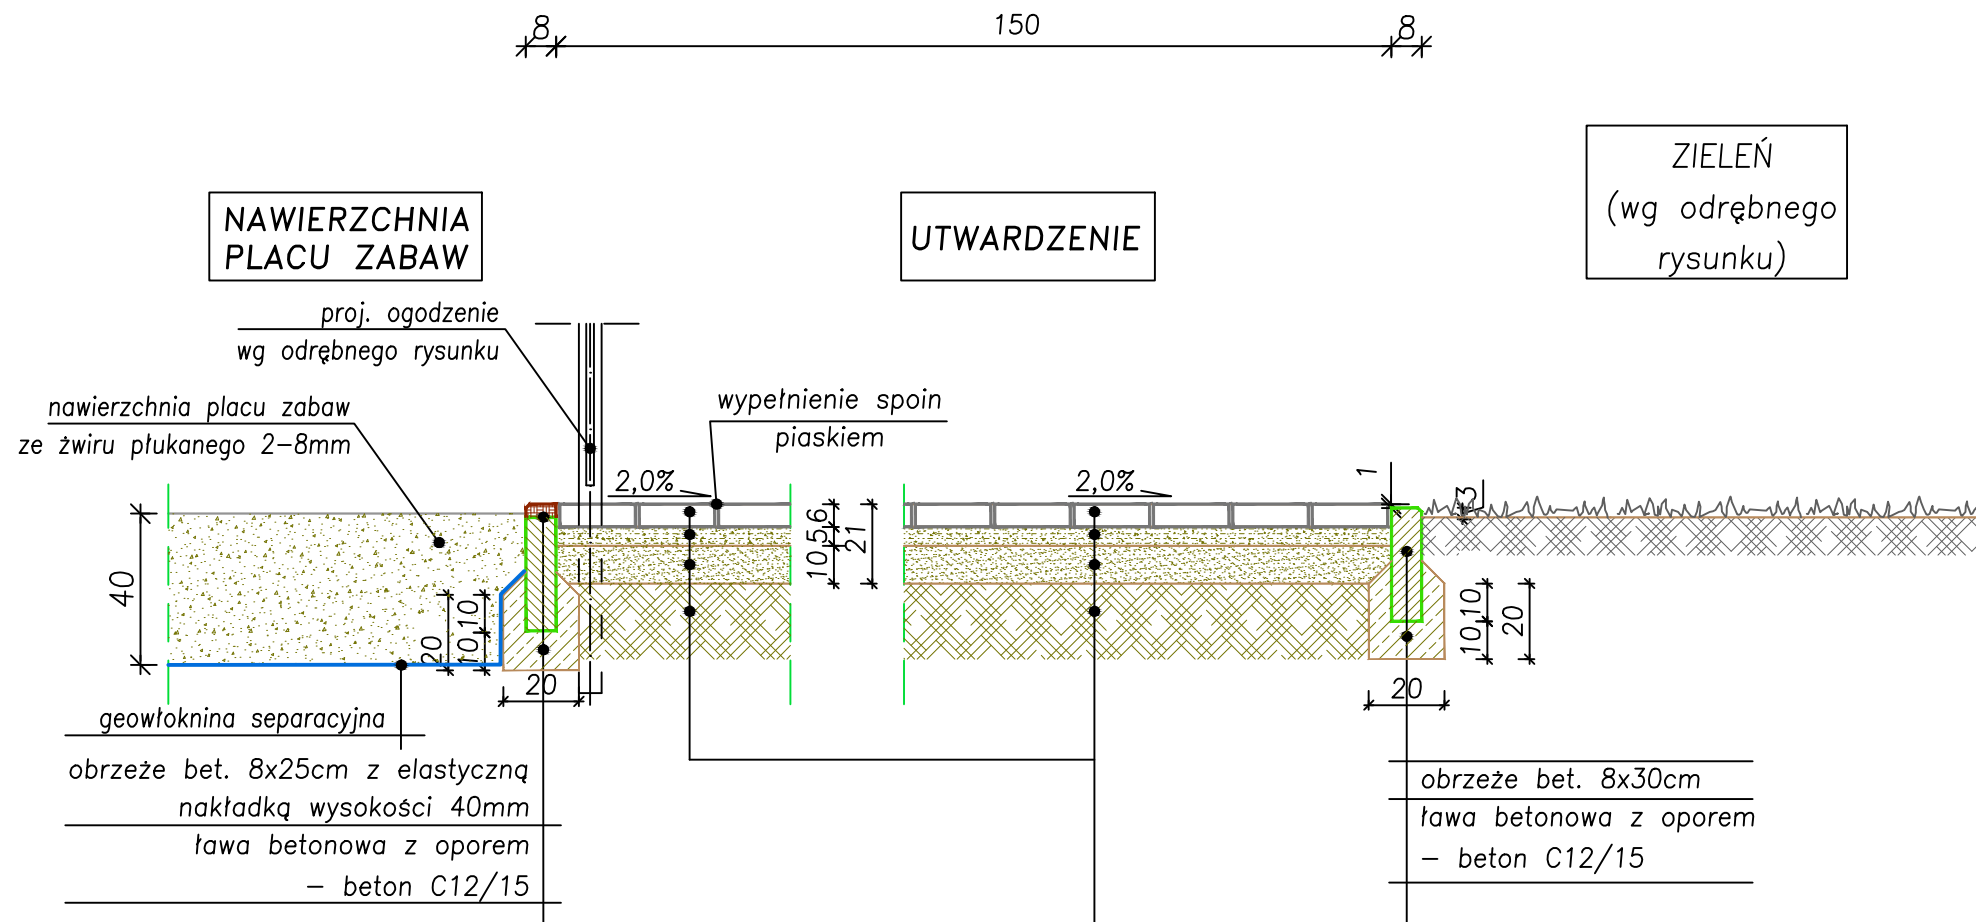 8
150
8
ZIELEŃ
(wg odrębnego
rysunku)
NAWIERZCHNIA
PLACU ZABAW
UTWARDZENIE
proj. ogodzenie
wg odrębnego rysunku
nawierzchnia placu zabaw
ze żwiru płukanego 2-8mm
wypełnienie spoin
piaskiem
2,0%
2,0%
1
3
6
5
10
21
40
20
10
10
20
10
10
20
20
geowłoknina separacyjna
obrzeże bet. 8x25cm z elastyczną
nakładką wysokości 40mm
ława betonowa z oporem
- beton C12/15
obrzeże bet. 8x30cm
ława betonowa z oporem
- beton C12/15